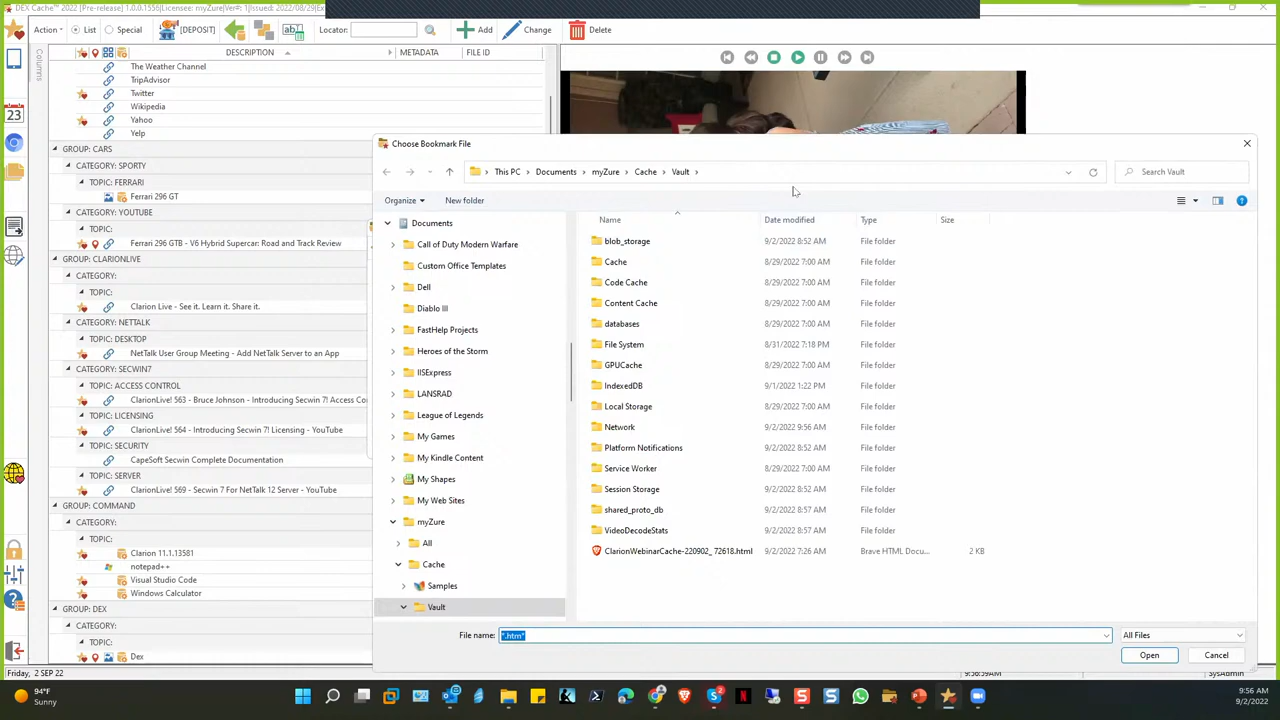 DEX Cache™ 2022 [Pre-release] 1.0.0.1556|Licensee: myZure|Ver#: 1|Issued: 2022/08/29|
Action
List
Special
[DEPOSIT]
Locator:
Add
Change
Delete
Columns
DESCRIPTION
METADATA
FILE ID
The Weather Channel
TripAdvisor
Twitter
Wikipedia
Yahoo
Yelp
GROUP: CARS
CATEGORY: SPORTY
TOPIC: FERRARI
Ferrari 296 GT
CATEGORY: YOUTUBE
TOPIC:
Ferrari 296 GTB - V6 Hybrid Supercar: Road and Track Review
GROUP: CLARIONLIVE
CATEGORY:
TOPIC:
Clarion Live - See it. Learn it. Share it.
CATEGORY: NETTALK
TOPIC: DESKTOP
NetTalk User Group Meeting - Add NetTalk Server to an App
CATEGORY: SECWIN7
TOPIC: ACCESS CONTROL
ClarionLive! 563 - Bruce Johnson - Introducing Secwin 7! Access Co
TOPIC: LICENSING
ClarionLive! 564 - Introducing Secwin 7! Licensing - YouTube
TOPIC: SECURITY
CapeSoft Secwin Complete Documentation
TOPIC: SERVER
ClarionLive! 569 - Secwin 7 For NetTalk 12 Server - YouTube
GROUP: COMMAND
CATEGORY:
TOPIC:
Clarion 11.1.13581
notepad++
Visual Studio Code
Windows Calculator
GROUP: DEX
CATEGORY:
TOPIC:
Dex
23
Friday, 2 SEP 22
9:56:59AM
SysAdmin
Choose Bookmark File
This PC
Documents
myZure
Cache
Vault
Search Vault
Organize
New folder
Documents
Call of Duty Modern Warfare
Custom Office Templates
Dell
Diablo III
FastHelp Projects
Heroes of the Storm
IISExpress
LANSRAD
League of Legends
My Games
My Kindle Content
My Shapes
My Web Sites
myZure
All
Cache
Samples
Vault
Name Date modified Type Size
blob_storage 9/2/2022 8:52 AM File folder
Cache 8/29/2022 7:00 AM File folder
Code Cache 8/29/2022 7:00 AM File folder
Content Cache 8/29/2022 7:00 AM File folder
databases 8/29/2022 7:00 AM File folder
File System 8/31/2022 7:18 PM File folder
GPUCache 8/29/2022 7:00 AM File folder
IndexedDB 9/1/2022 1:22 PM File folder
Local Storage 8/29/2022 7:00 AM File folder
Network 9/2/2022 9:56 AM File folder
Platform Notifications 9/2/2022 8:52 AM File folder
Service Worker 8/29/2022 7:00 AM File folder
Session Storage 9/2/2022 8:52 AM File folder
shared_proto_db 9/2/2022 8:57 AM File folder
VideoDecodeStats 9/2/2022 8:57 AM File folder
ClarionWebinarCache-220902_ 72618.html 9/2/2022 7:26 AM Brave HTML Docu... 2 KB
File name:
*.htm*
All Files
Open
Cancel
94°F
Sunny
9:56 AM
9/2/2022